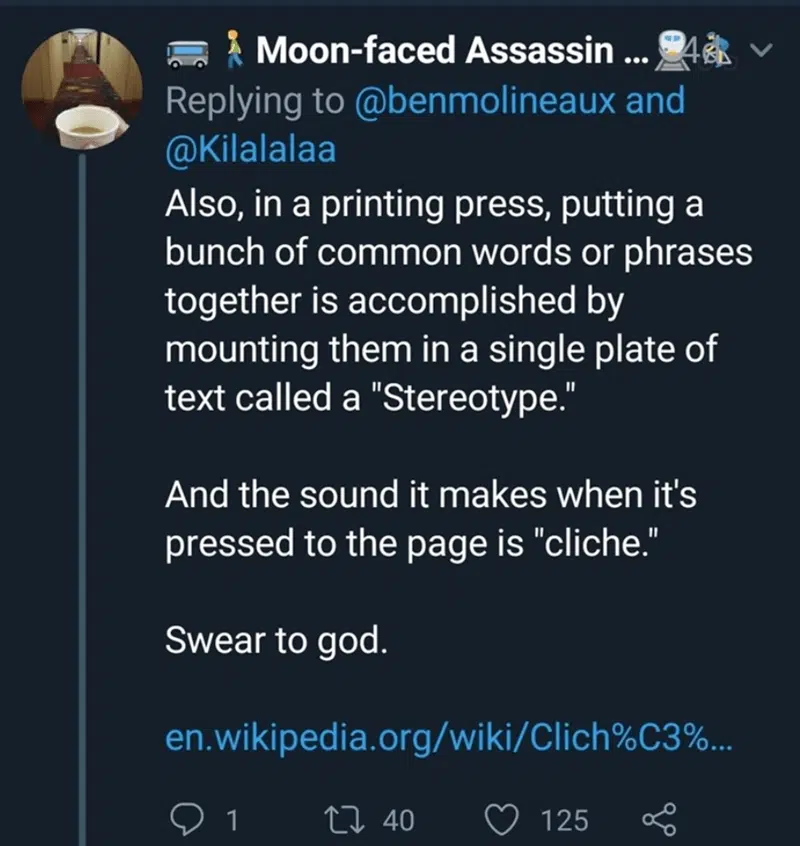 Moon-faced Assassin ...
Replying to @benmolineaux and
@Kilalalaa
Also, in a printing press, putting a
bunch of common words or phrases
together is accomplished by
mounting them in a single plate of
text called a "Stereotype."
And the sound it makes when it's
pressed to the page is "cliche."
Swear to god.
en.wikipedia.org/wiki/Clich%C3%...
1 40 125